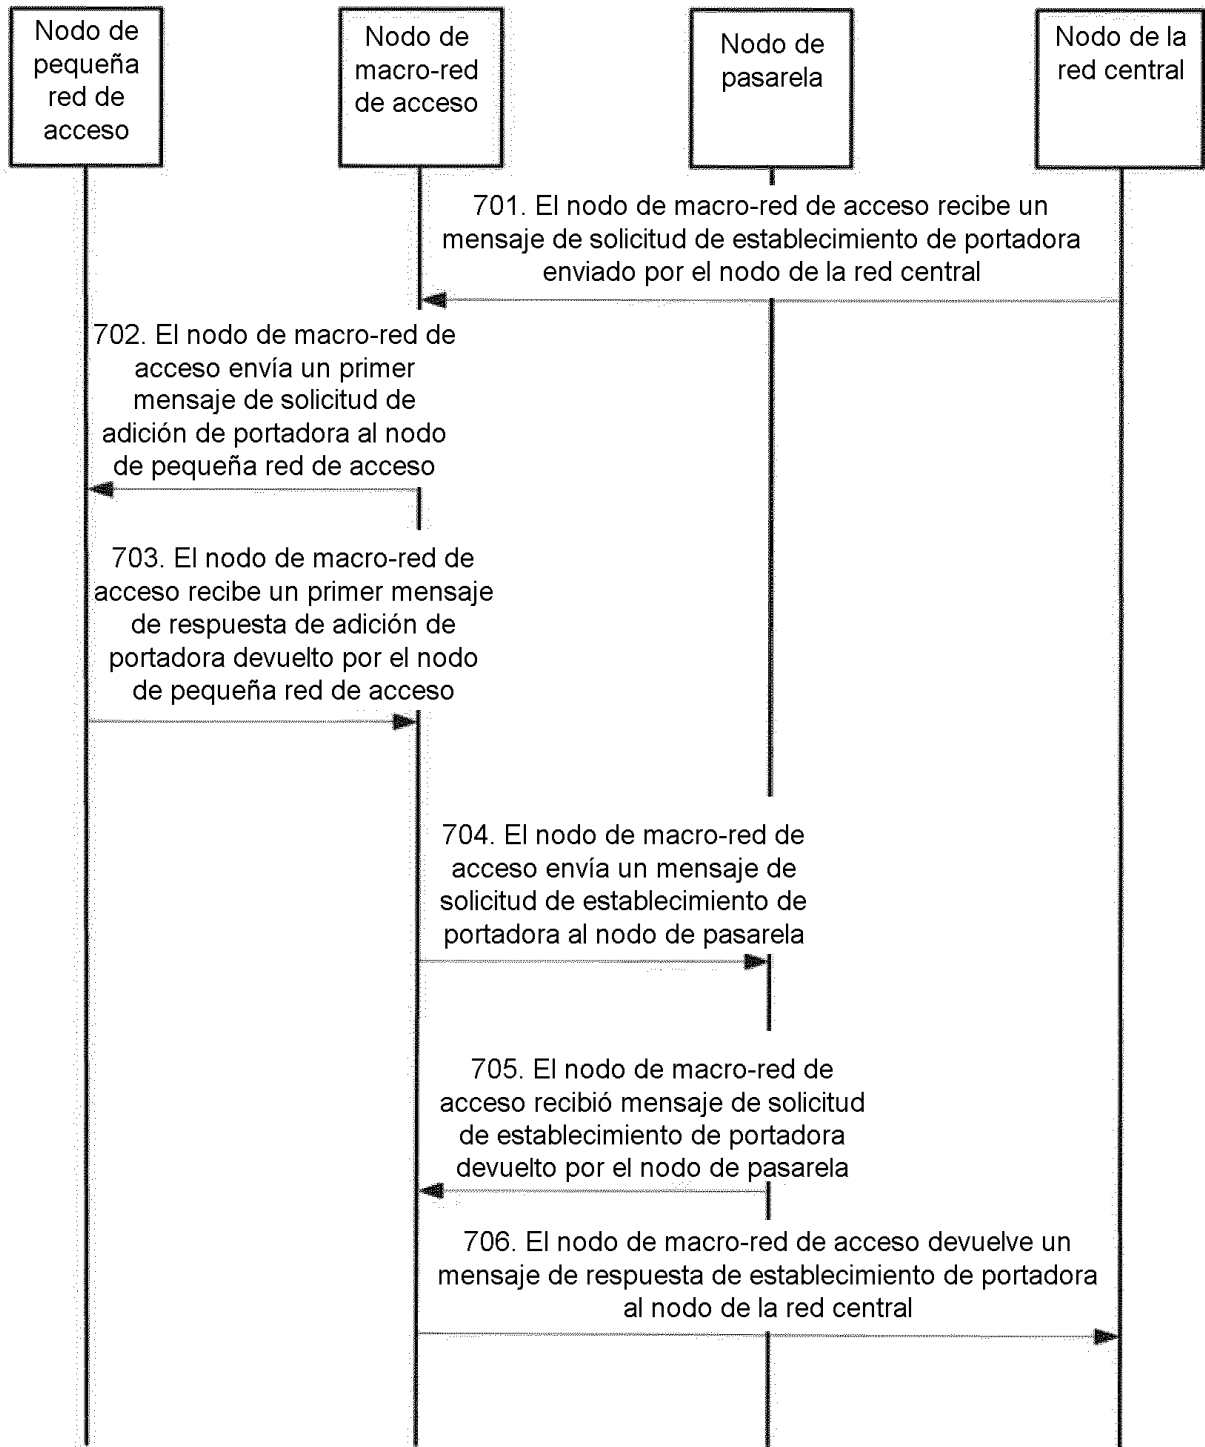 Nodo de
pequeña
red de
acceso
Nodo de
macro-red
de acceso
Nodo de
pasarela
Nodo de la
red central
701. El nodo de macro-red de acceso recibe un
mensaje de solicitud de establecimiento de portadora
enviado por el nodo de la red central
702. El nodo de macro-red de
acceso envía un primer
mensaje de solicitud de
adición de portadora al nodo
de pequeña red de acceso
703. El nodo de macro-red de
acceso recibe un primer mensaje
de respuesta de adición de
portadora devuelto por el nodo
de pequeña red de acceso
704. El nodo de macro-red de
acceso envía un mensaje de
solicitud de establecimiento de
portadora al nodo de pasarela
705. El nodo de macro-red de
acceso recibió mensaje de solicitud
de establecimiento de portadora
devuelto por el nodo de pasarela
706. El nodo de macro-red de acceso devuelve un
mensaje de respuesta de establecimiento de portadora
al nodo de la red central